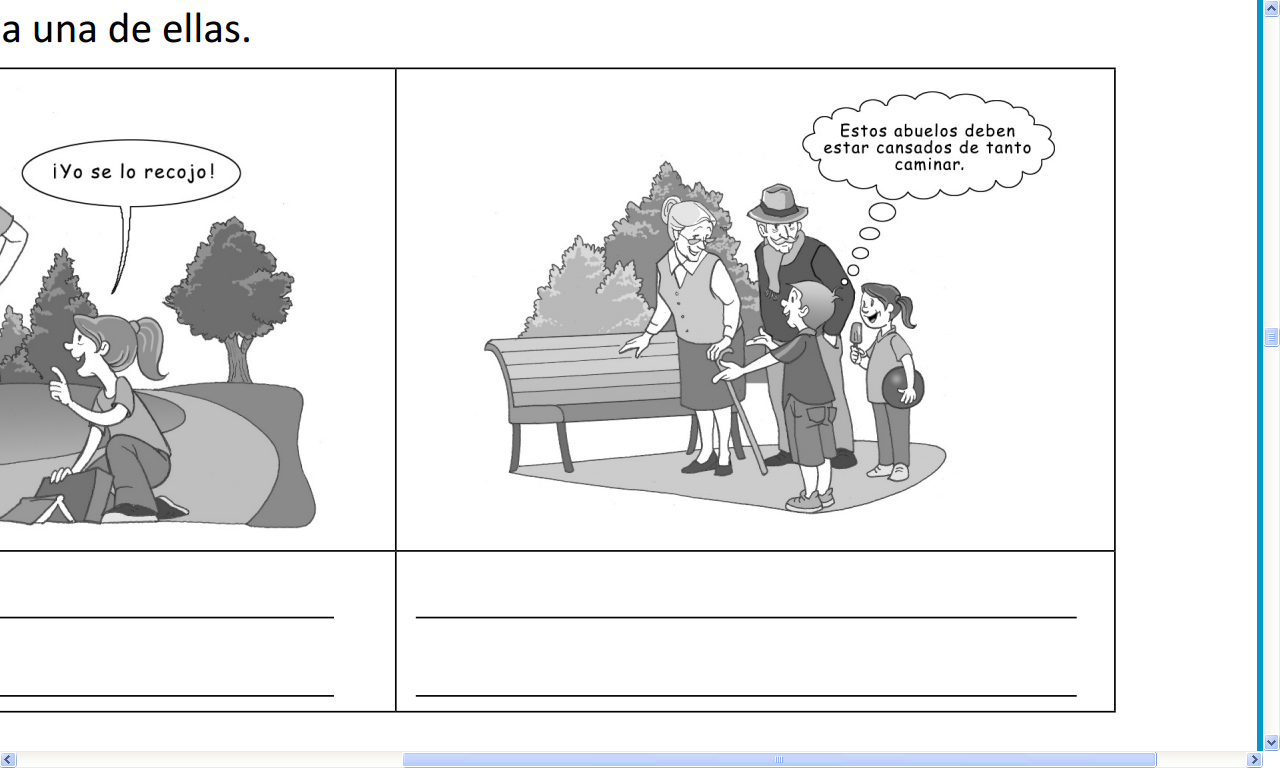 a una de ellas.
¡Yo se lo recojo!
Estos abuelos deben
estar cansados de tanto
caminar.